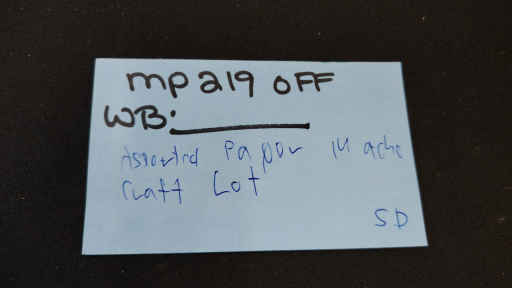 mp219 OFF
WB:
Assorted Paper Mache
Craft Lot
SD